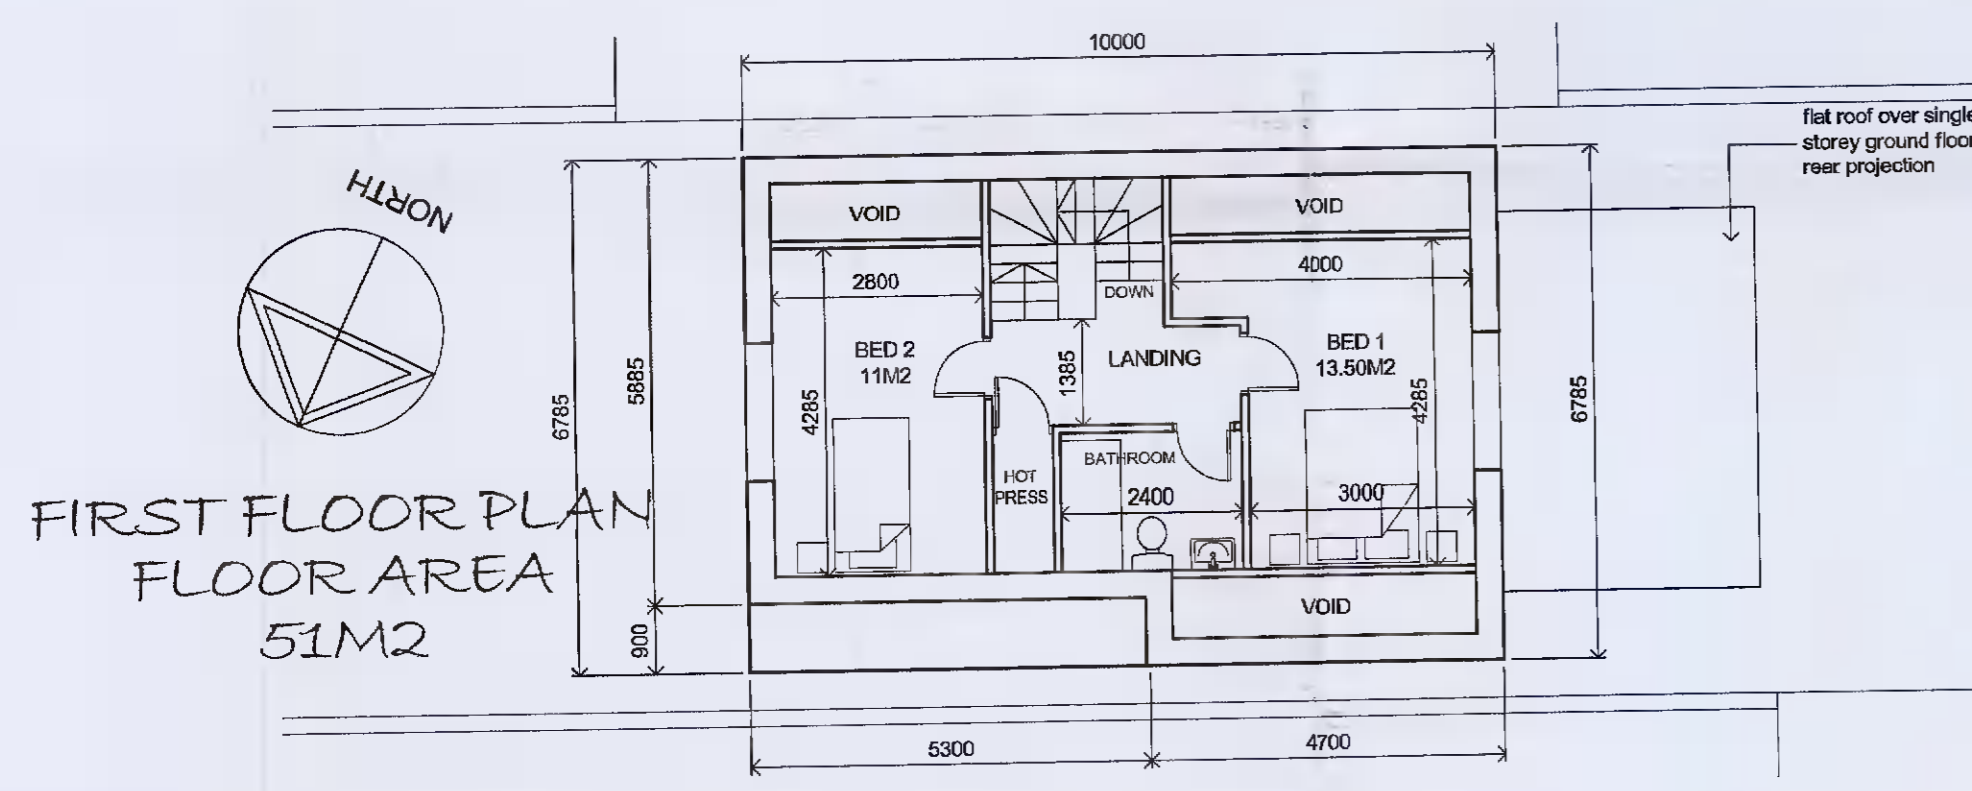 10000
flat roof over single
storey ground floor
rear projection
NORTH
VOID
VOID
2800
4000
DOWN
BED 2
11M2
LANDING
BED 1
13.50M2
1385
5885
6785
4285
4285
6785
BATHROOM
HOT
PRESS
2400
3000
FIRST FLOOR PLAN
FLOOR AREA
51M2
VOID
900
5300
4700